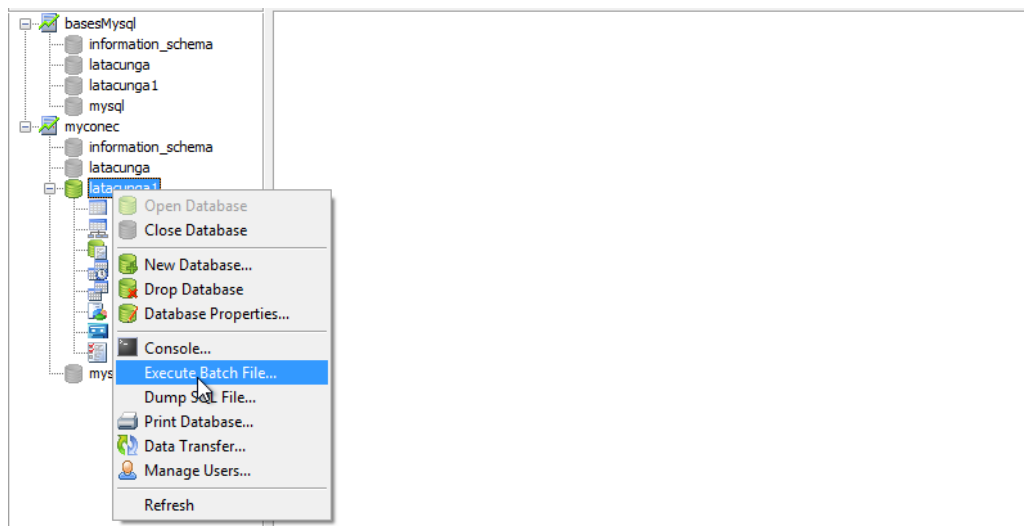 basesMysql
information_schema
latacunga
latacunga1
mysql
myconec
information_schema
latacunga
latacunga1
Open Database
Close Database
New Database...
Drop Database
Database Properties...
Console...
Execute Batch File...
Dump SQL File...
mys
Print Database...
Data Transfer...
Manage Users...
Refresh